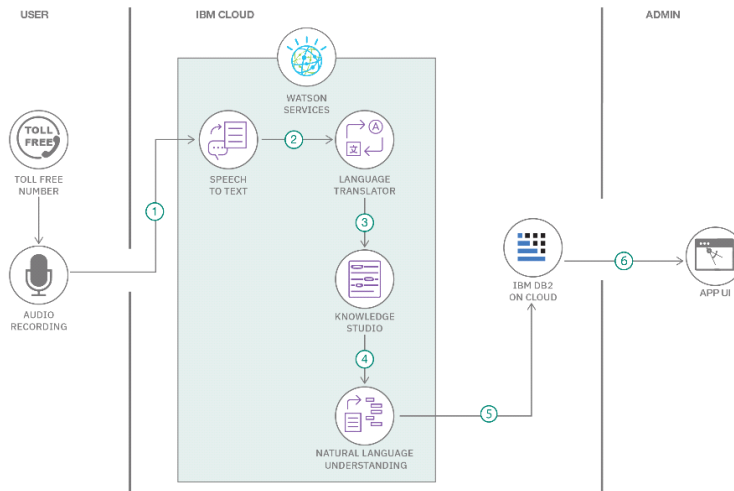 USER
IBM CLOUD
ADMIN
WATSON
SERVICES
TOLL
FREE
TOLL FREE
NUMBER
SPEECH
TO TEXT
2
A
文
LANGUAGE
TRANSLATOR
1
3
AUDIO
RECORDING
KNOWLEDGE
STUDIO
IBM DB2
ON CLOUD
6
APP UI
4
NATURAL LANGUAGE
UNDERSTANDING
5